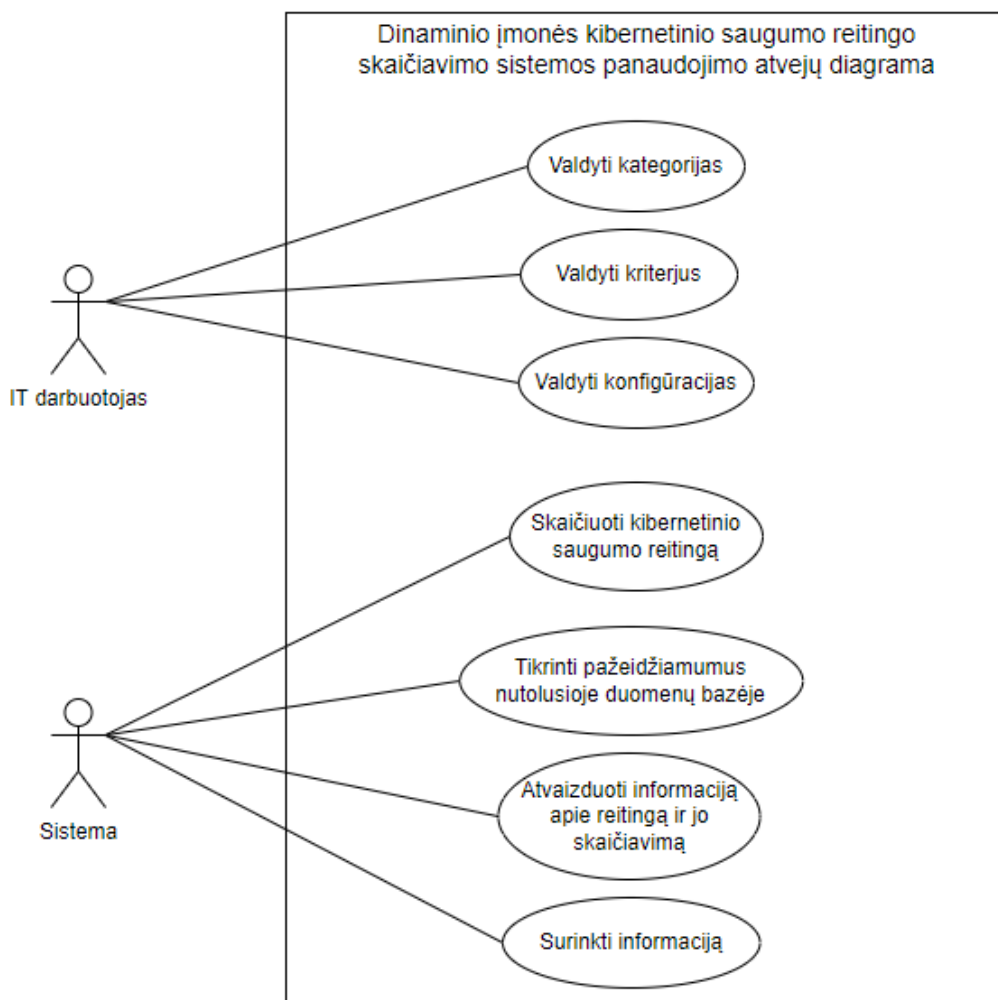 Dinaminio įmonės kibernetinio saugumo reitingo
skaičiavimo sistemos panaudojimo atvejų diagrama
Valdyti kategorijas
Valdyti kriterjus
Valdyti konfigūracijas
IT darbuotojas
Skaičiuoti kibernetinio
saugumo reitingą
Tikrinti pažeidžiamumus
nutolusioje duomenų bazėje
Atvaizduoti informaciją
apie reitingą ir jo
skaičiavimą
Sistema
Surinkti informaciją